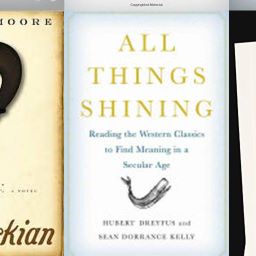 MOORE
A NOVEL
kian
ALL
THINGS
SHINING
Reading the Western Classics
to Find Meaning in a
Secular Age
HUBERT DREYFUS and
SEAN DORRANCE KELLY